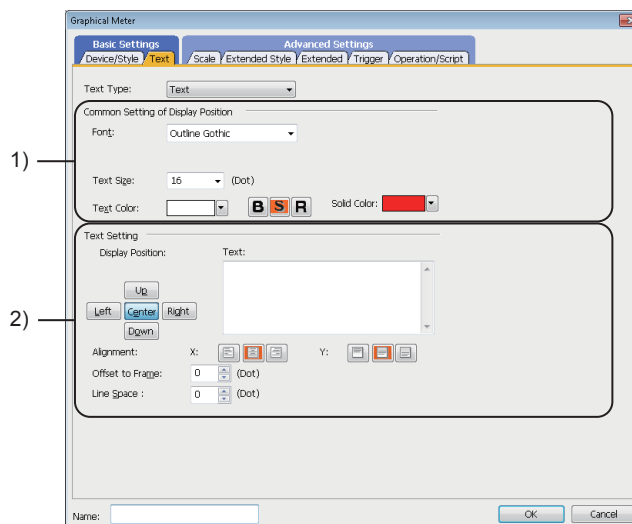 Graphical Meter
Basic Settings
Advanced Settings
Device/Style Text Scale Extended Style Extended Trigger Operation/Script
Text Type: Text
Common Setting of Display Position
1)
Font: Outline Gothic
Text Size: 16 (Dot)
Text Color: B S R Solid Color:
Text Setting
2)
Display Position: Text:
Up
Left Center Right
Down
Alignment: X: Y:
Offset to Frame: 0 (Dot)
Line Space : 0 (Dot)
Name: OK Cancel